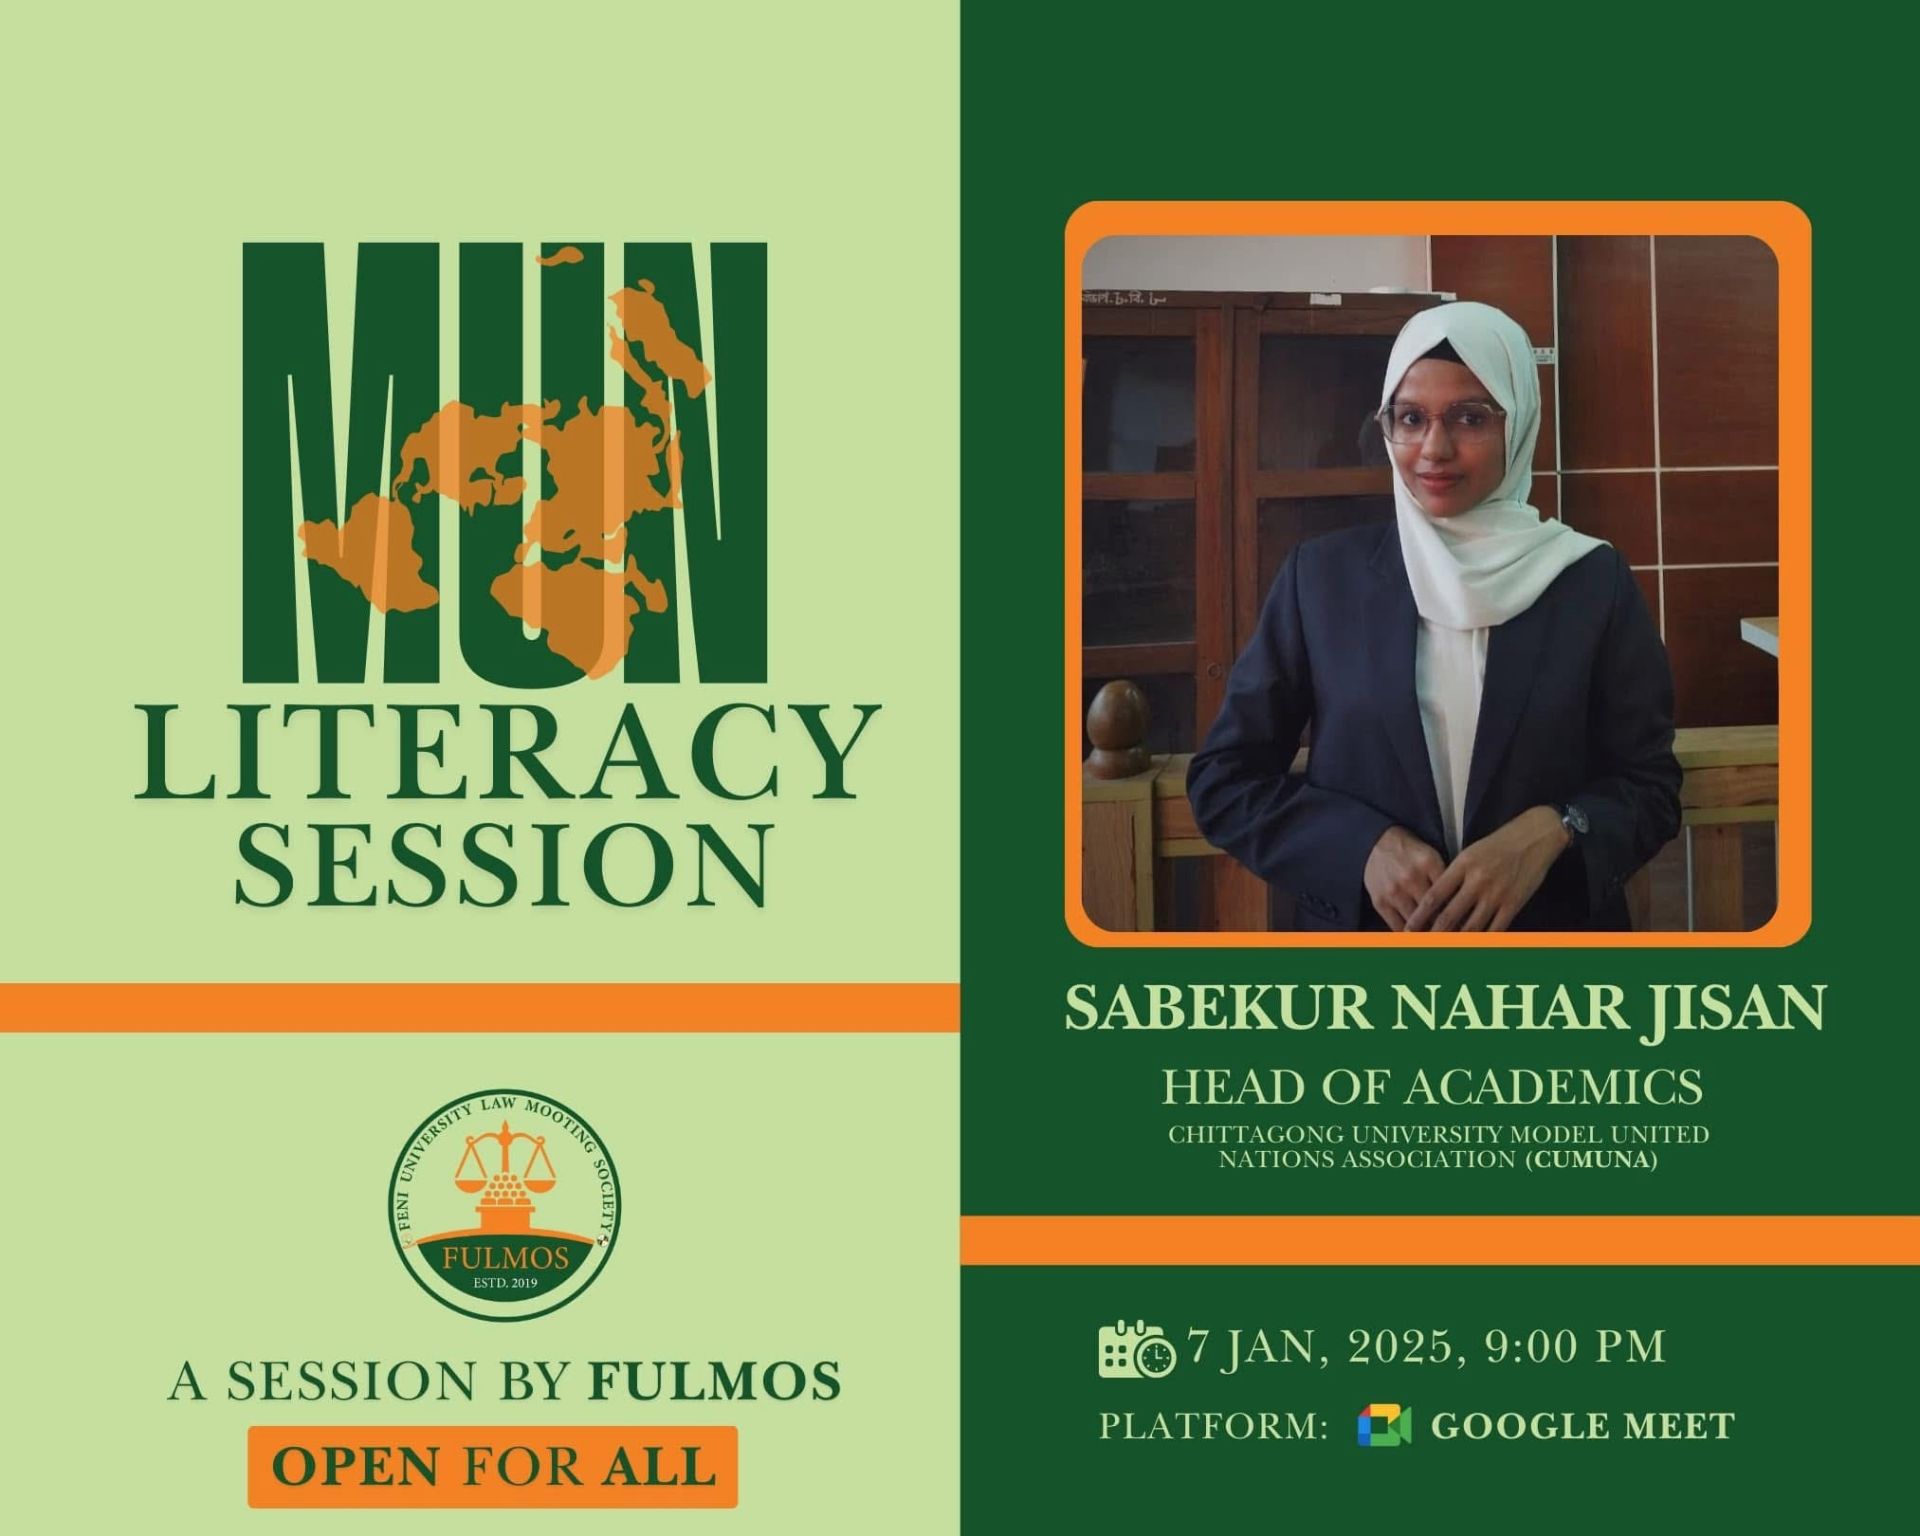 MUN
LITERACY
SESSION
FENI UNIVERSITY LAW MOOTING SOCIETY
FULMOS
ESTD. 2019
A SESSION BY FULMOS
OPEN FOR ALL
SABEKUR NAHAR JISAN
HEAD OF ACADEMICS
CHITTAGONG UNIVERSITY MODEL UNITED
NATIONS ASSOCIATION (CUMUNA)
7 JAN, 2025, 9:00 PM
PLATFORM: GOOGLE MEET